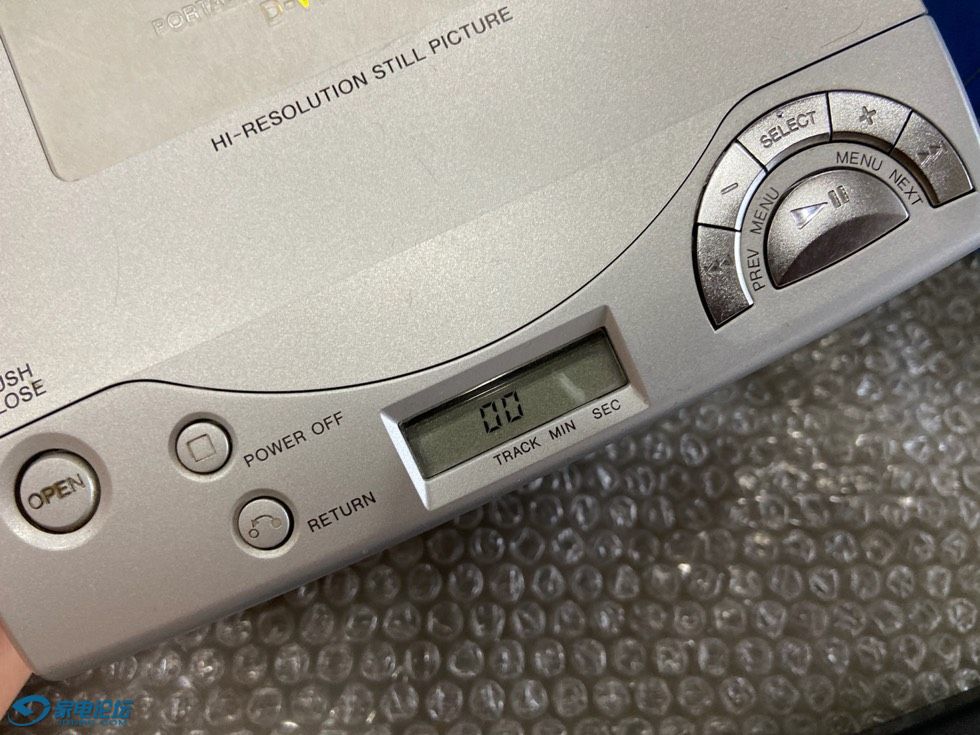 HI-RESOLUTION STILL PICTURE
SELECT
+
−
PREV MENU
MENU NEXT
OPEN
POWER OFF
RETURN
00
TRACK MIN SEC
家电论坛